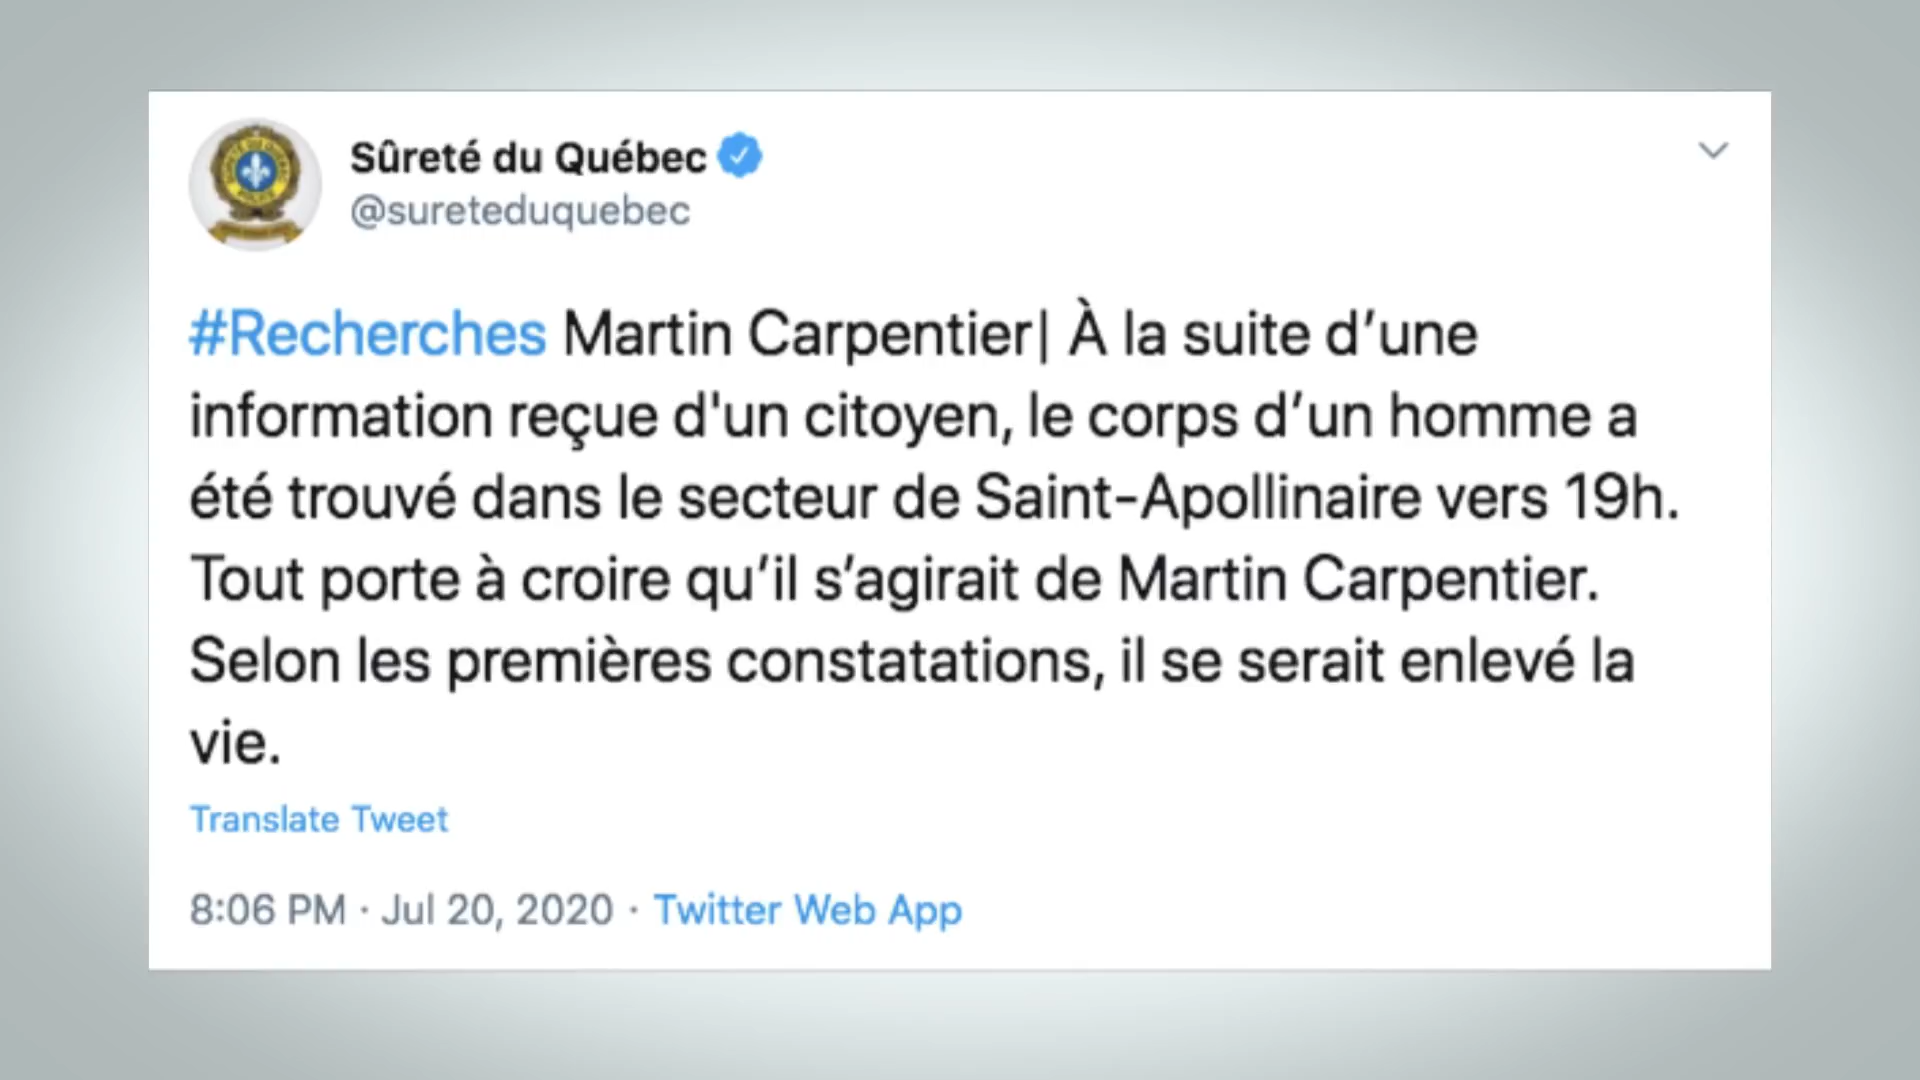 Sûreté du Québec
@sureteduquebec
#Recherches Martin Carpentier| À la suite d’une
information reçue d'un citoyen, le corps d’un homme a
été trouvé dans le secteur de Saint-Apollinaire vers 19h.
Tout porte à croire qu’il s’agirait de Martin Carpentier.
Selon les premières constatations, il se serait enlevé la
vie.
Translate Tweet
8:06 PM · Jul 20, 2020 · Twitter Web App